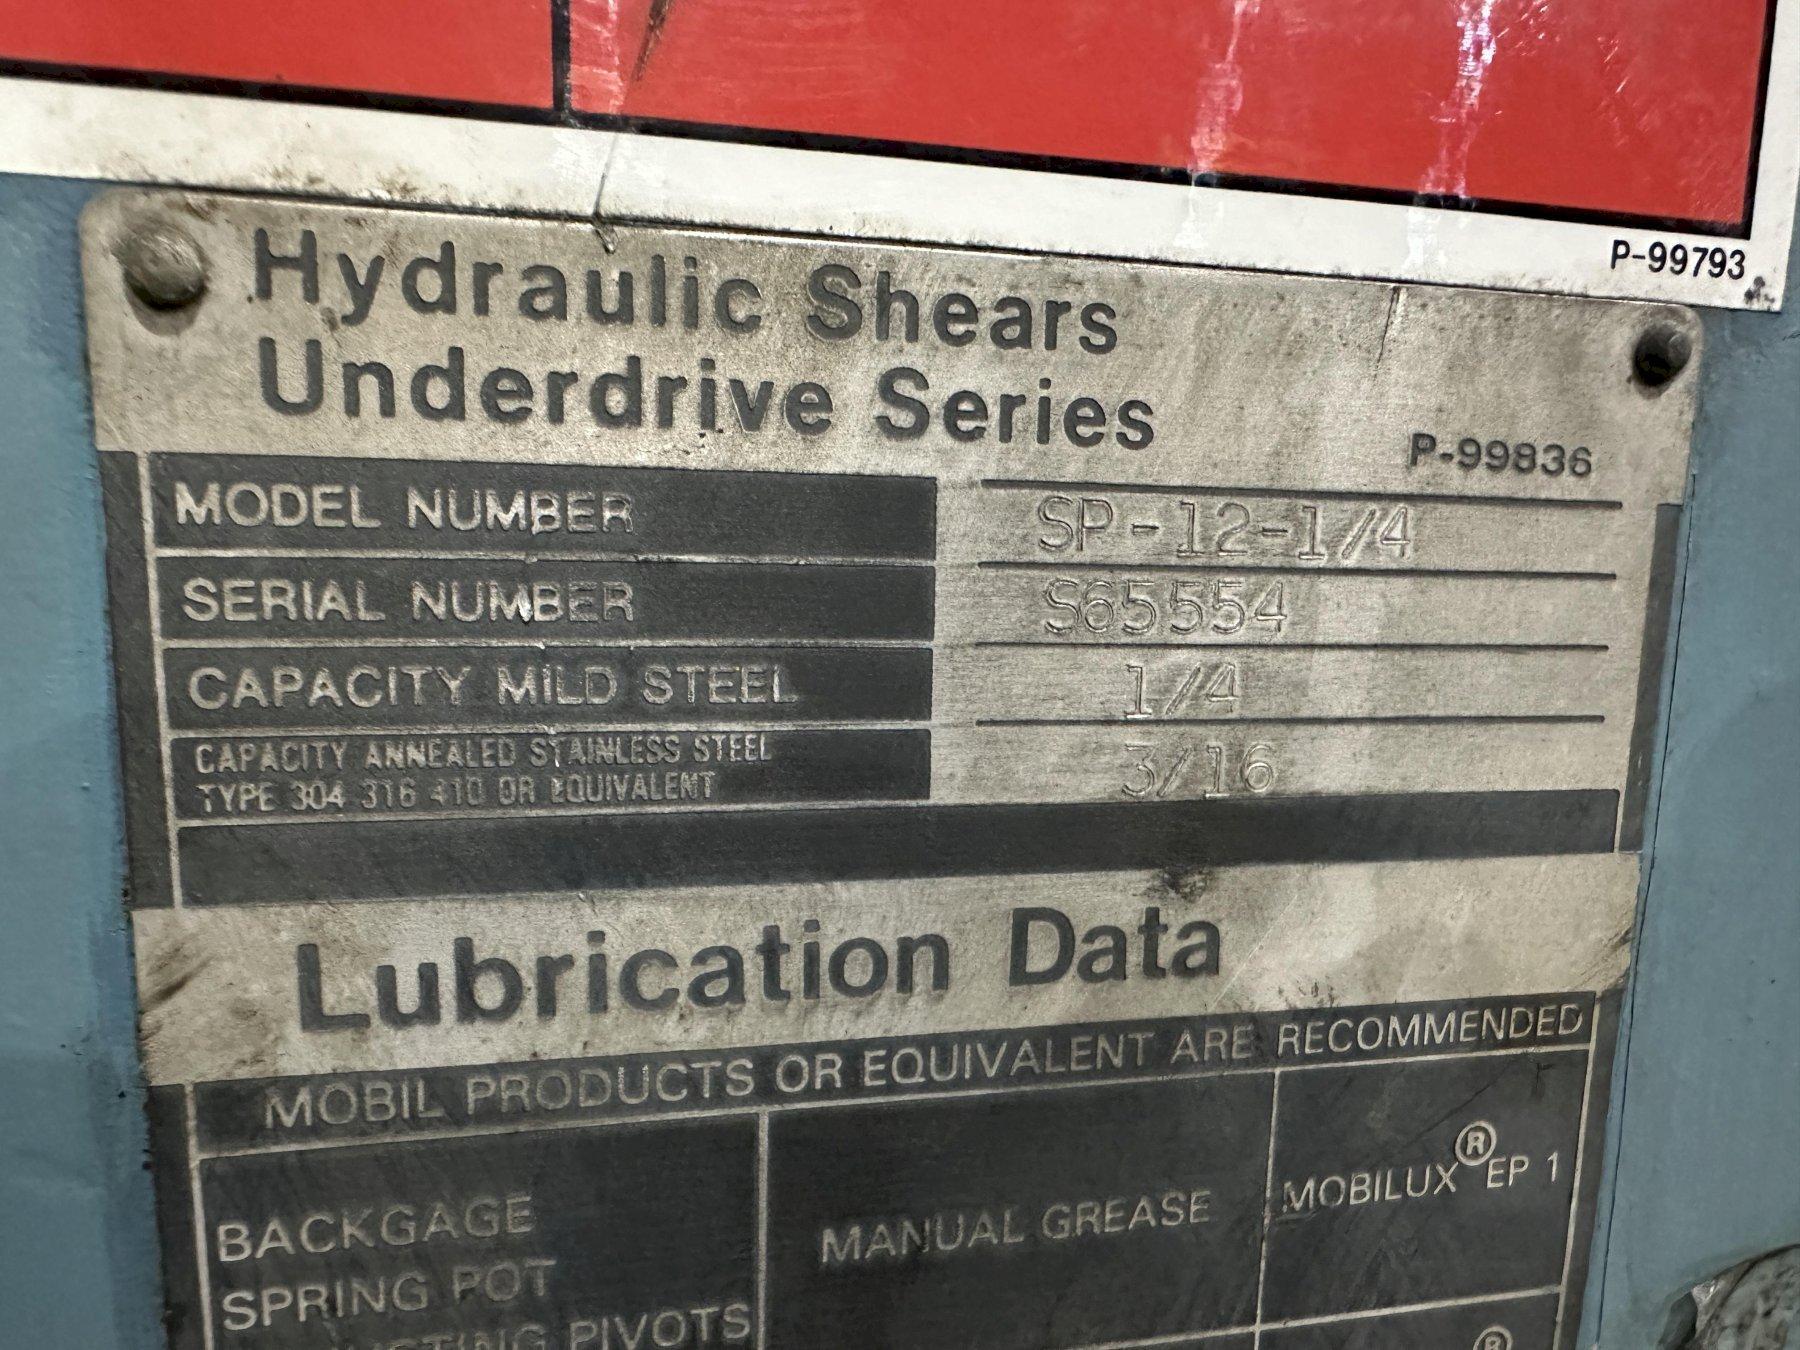 P-99793
Hydraulic Shears
Underdrive Series
P-99836
MODEL NUMBER SP-12-1/4
SERIAL NUMBER S65554
CAPACITY MILD STEEL 1/4
CAPACITY ANNEALED STAINLESS STEEL
TYPE 304 316 410 OR EQUIVALENT 3/16
Lubrication Data
MOBIL PRODUCTS OR EQUIVALENT ARE RECOMMENDED
BACKGAGE MANUAL GREASE MOBILUX® EP 1
SPRING POT
PIVOTS
®